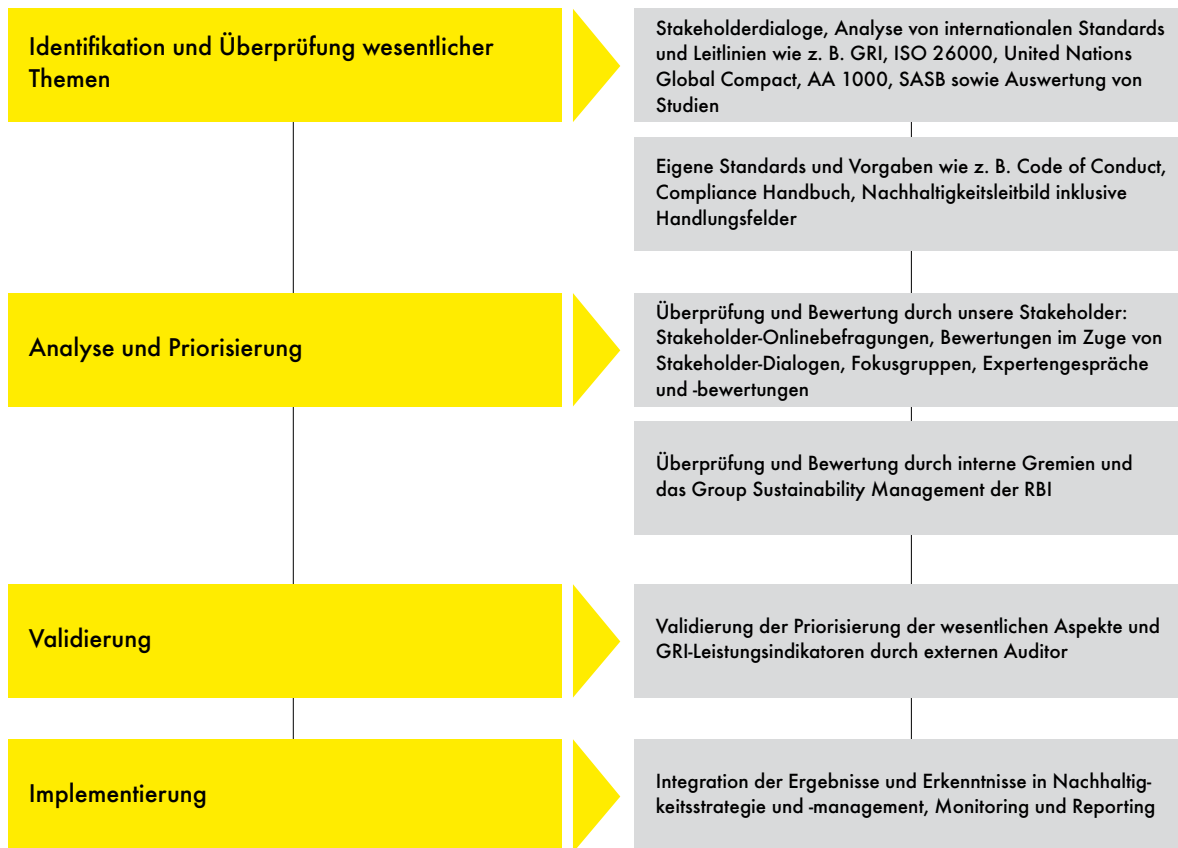 Identifikation und Überprüfung wesentlicher
Themen
Stakeholderdialoge, Analyse von internationalen Standards
und Leitlinien wie z. B. GRI, ISO 26000, United Nations
Global Compact, AA 1000, SASB sowie Auswertung von
Studien
Eigene Standards und Vorgaben wie z. B. Code of Conduct,
Compliance Handbuch, Nachhaltigkeitsleitbild inklusive
Handlungsfelder
Analyse und Priorisierung
Überprüfung und Bewertung durch unsere Stakeholder:
Stakeholder-Onlinebefragungen, Bewertungen im Zuge von
Stakeholder-Dialogen, Fokusgruppen, Expertengespräche
und -bewertungen
Überprüfung und Bewertung durch interne Gremien und
das Group Sustainability Management der RBI
Validierung
Validierung der Priorisierung der wesentlichen Aspekte und
GRI-Leistungsindikatoren durch externen Auditor
Implementierung
Integration der Ergebnisse und Erkenntnisse in Nachhaltig-
keitsstrategie und -management, Monitoring und Reporting